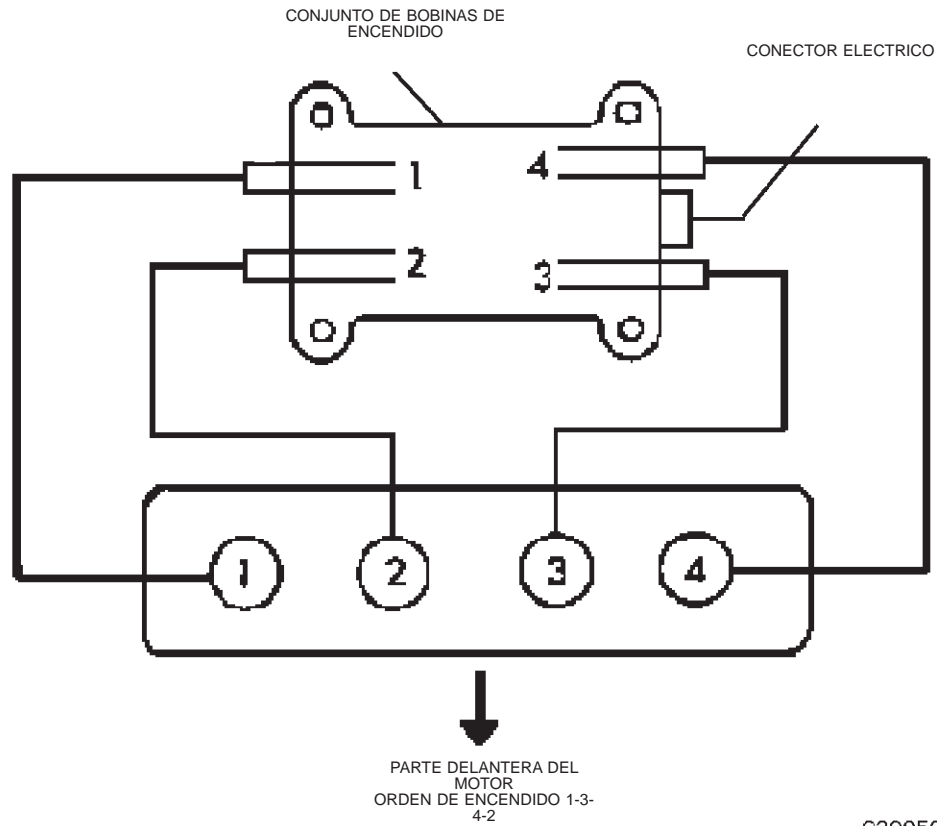 CONJUNTO DE BOBINAS DE
ENCENDIDO
CONECTOR ELECTRICO
1
4
2
3
1
2
3
4
PARTE DELANTERA DEL
MOTOR
ORDEN DE ENCENDIDO 1-3-
4-2